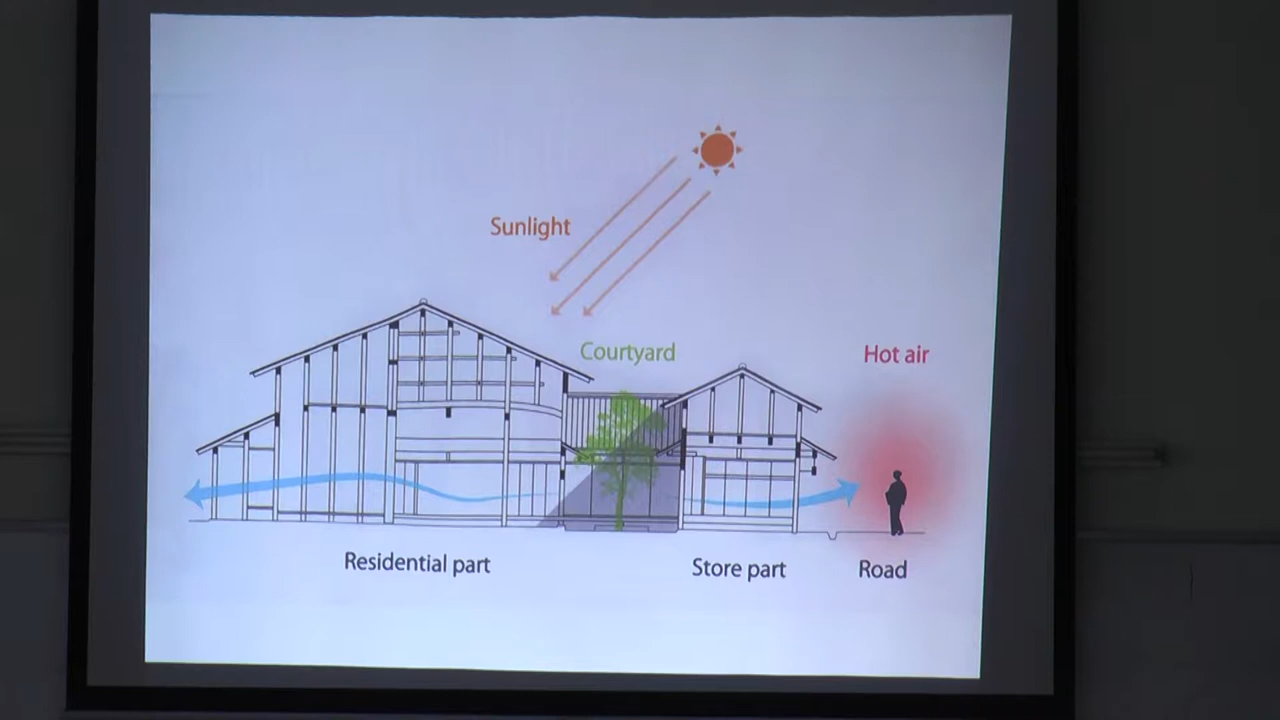 Sunlight
Courtyard
Hot air
Residential part
Store part
Road